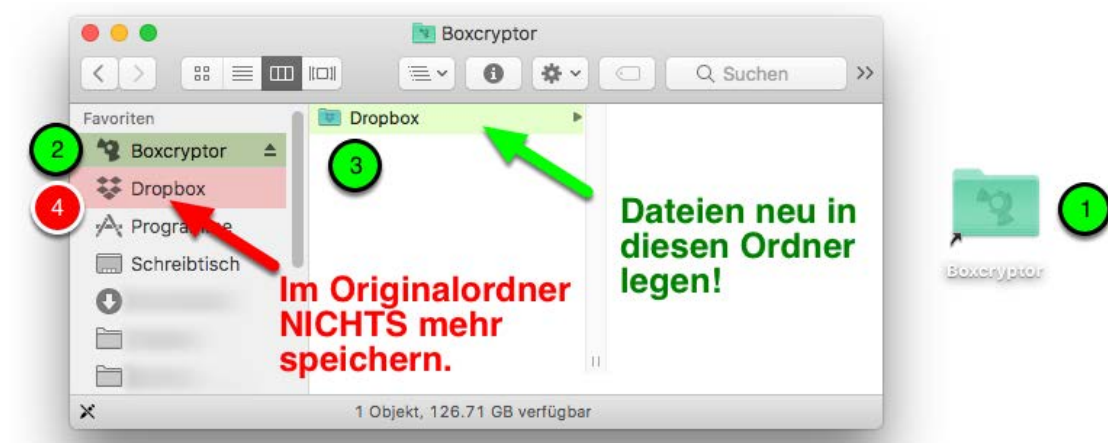 Boxcryptor
Suchen
Favoriten
2
Boxcryptor
4
Dropbox
Programme
Schreibtisch
Dropbox
3
Dateien neu in
diesen Ordner
legen!
Im Originalordner
NICHTS mehr
speichern.
1
Boxcryptor
1 Objekt, 126.71 GB verfügbar